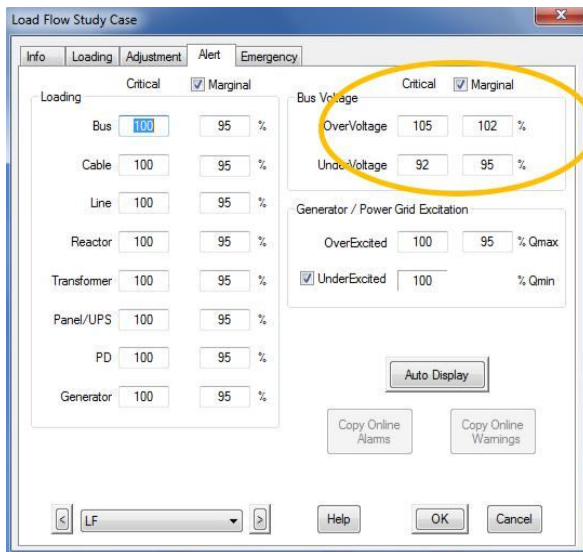 Load Flow Study Case
Info Loading Adjustment Alert Emergency
Critical Marginal
Loading
Bus 100 95 %
Cable 100 95 %
Line 100 95 %
Reactor 100 95 %
Transformer 100 95 %
Panel/UPS 100 95 %
PD 100 95 %
Generator 100 95 %
Critical Marginal
Bus Voltage
OverVoltage 105 102 %
UnderVoltage 92 95 %
Generator / Power Grid Excitation
OverExcited 100 95 % Qmax
UnderExcited 100 % Qmin
Auto Display
Copy Online
Alarms
Copy Online
Warnings
< LF >
Help OK Cancel